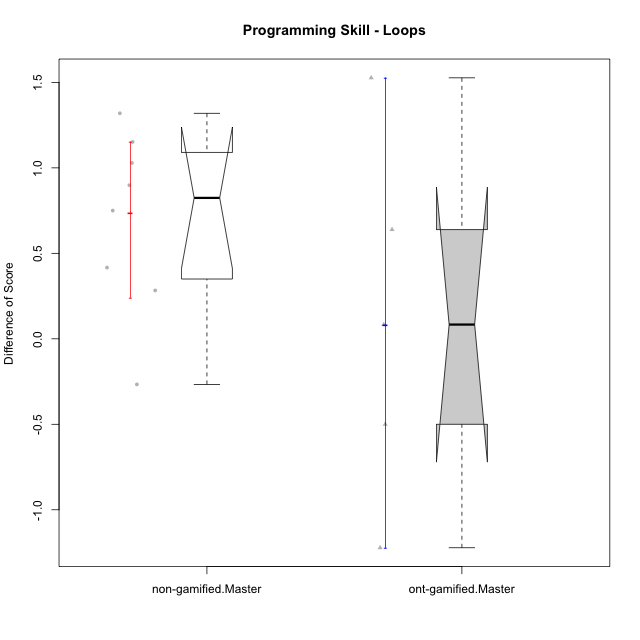 Programming Skill - Loops
Difference of Score
1.5
1.0
0.5
0.0
-0.5
-1.0
non-gamified.Master
ont-gamified.Master